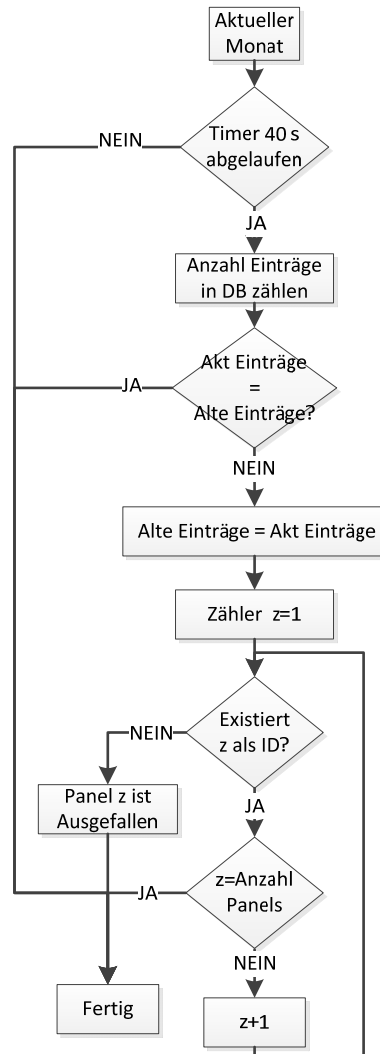 Aktueller
Monat
NEIN
Timer 40 s
abgelaufen
JA
Anzahl Einträge
in DB zählen
JA
Akt Einträge
=
Alte Einträge?
NEIN
Alte Einträge = Akt Einträge
Zähler z=1
NEIN
Existiert
z als ID?
Panel z ist
Ausgefallen
JA
JA
z=Anzahl
Panels
NEIN
Fertig
z+1